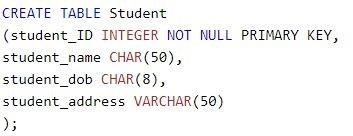 CREATE TABLE Student
(student_ID INTEGER NOT NULL PRIMARY KEY,
student_name CHAR(50),
student_dob CHAR(8),
student_address VARCHAR(50)
);